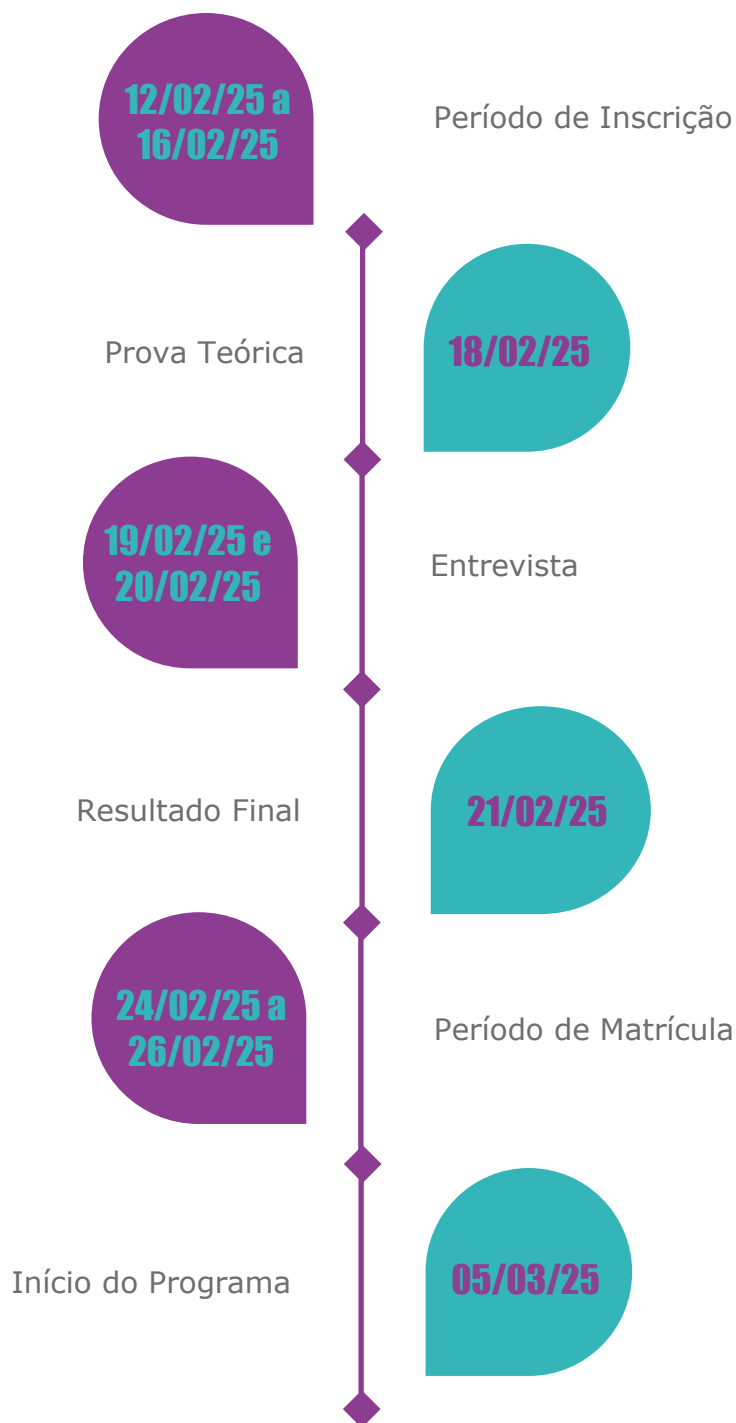 12/02/25 a
16/02/25
Período de Inscrição
Prova Teórica
18/02/25
19/02/25 e
20/02/25
Entrevista
Resultado Final
21/02/25
24/02/25 a
26/02/25
Período de Matrícula
Início do Programa
05/03/25